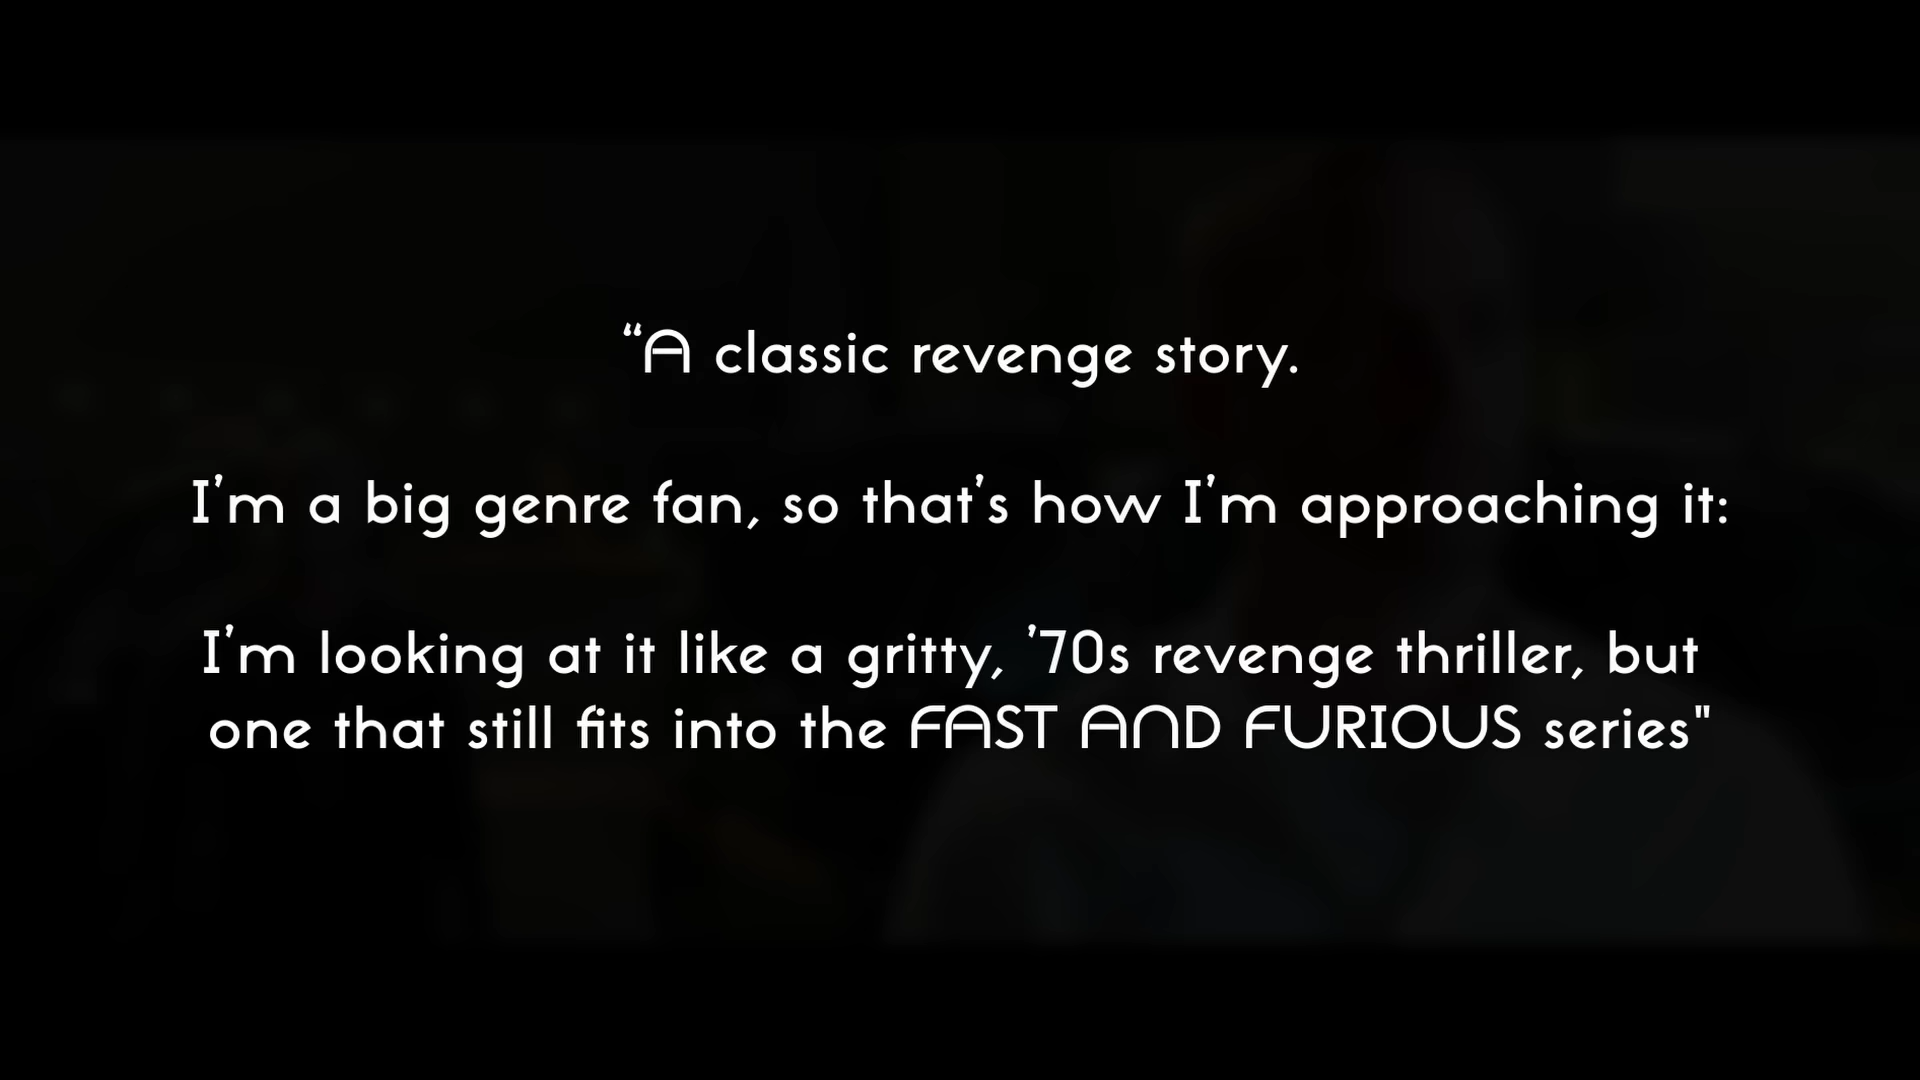 “A classic revenge story.
I’m a big genre fan, so that’s how I’m approaching it:
I’m looking at it like a gritty, ’70s revenge thriller, but
one that still fits into the FAST AND FURIOUS series"